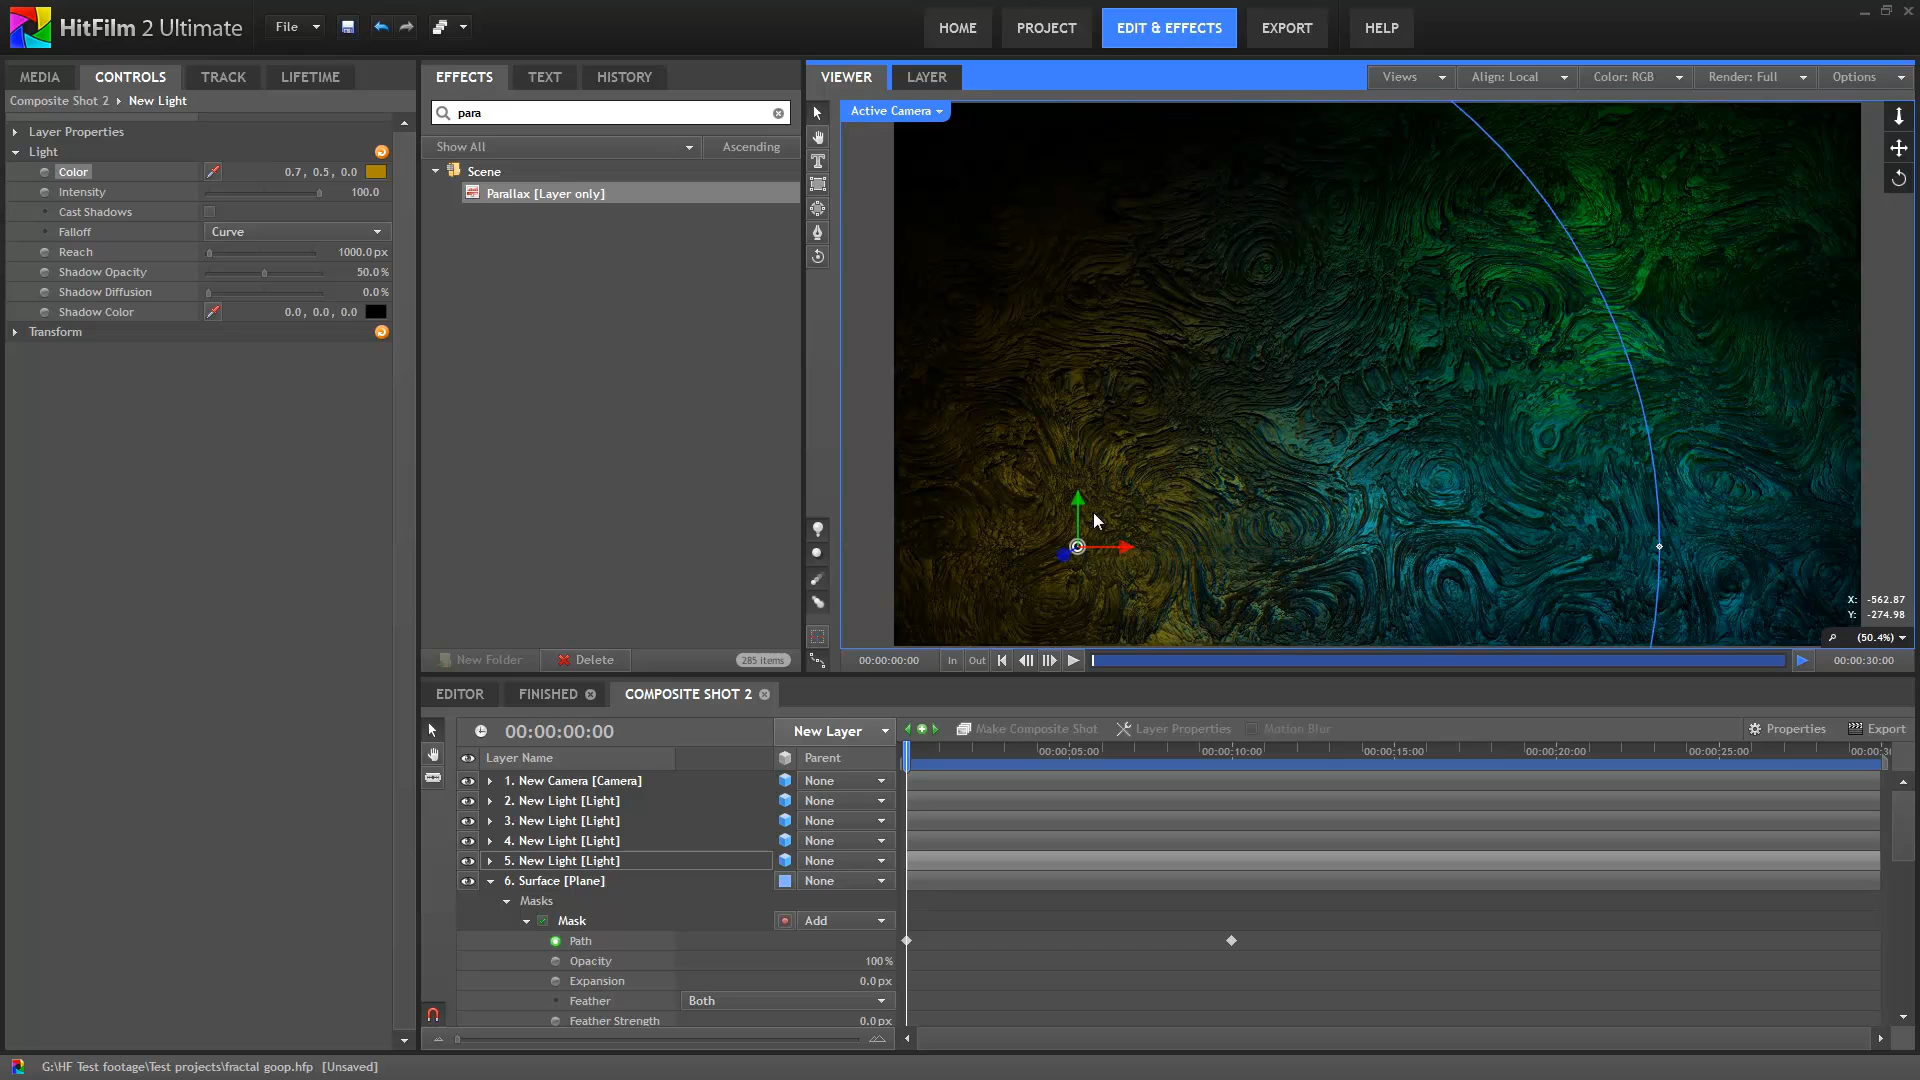 HitFilm 2 Ultimate
File
HOME
PROJECT
EDIT & EFFECTS
EXPORT
HELP
MEDIA
CONTROLS
TRACK
LIFETIME
Composite Shot 2 New Light
Layer Properties
Light
Color 0.7, 0.5, 0.0
Intensity 100.0
Cast Shadows
Falloff Curve
Reach 1000.0 px
Shadow Opacity 50.0 %
Shadow Diffusion 0.0 %
Shadow Color 0.0, 0.0, 0.0
Transform
EFFECTS
TEXT
HISTORY
para
Show All
Ascending
Scene
Parallax [Layer only]
New Folder
Delete
285 items
VIEWER
LAYER
Views
Align: Local
Color: RGB
Render: Full
Options
Active Camera
X: -562.87
Y: -274.98
(50.4%)
00:00:00:00
In
Out
00:00:30:00
EDITOR
FINISHED
COMPOSITE SHOT 2
00:00:00:00
New Layer
Make Composite Shot
Layer Properties
Motion Blur
Properties
Export
Layer Name
Parent
00:00:05:00
00:00:10:00
00:00:15:00
00:00:20:00
00:00:25:00
1. New Camera [Camera] None
2. New Light [Light] None
3. New Light [Light] None
4. New Light [Light] None
5. New Light [Light] None
6. Surface [Plane] None
Masks
Mask Add
Path
Opacity 100 %
Expansion 0.0 px
Feather Both
Feather Strength 0.0 px
G:\HF Test footage\Test projects\fractal goop.hfp [Unsaved]